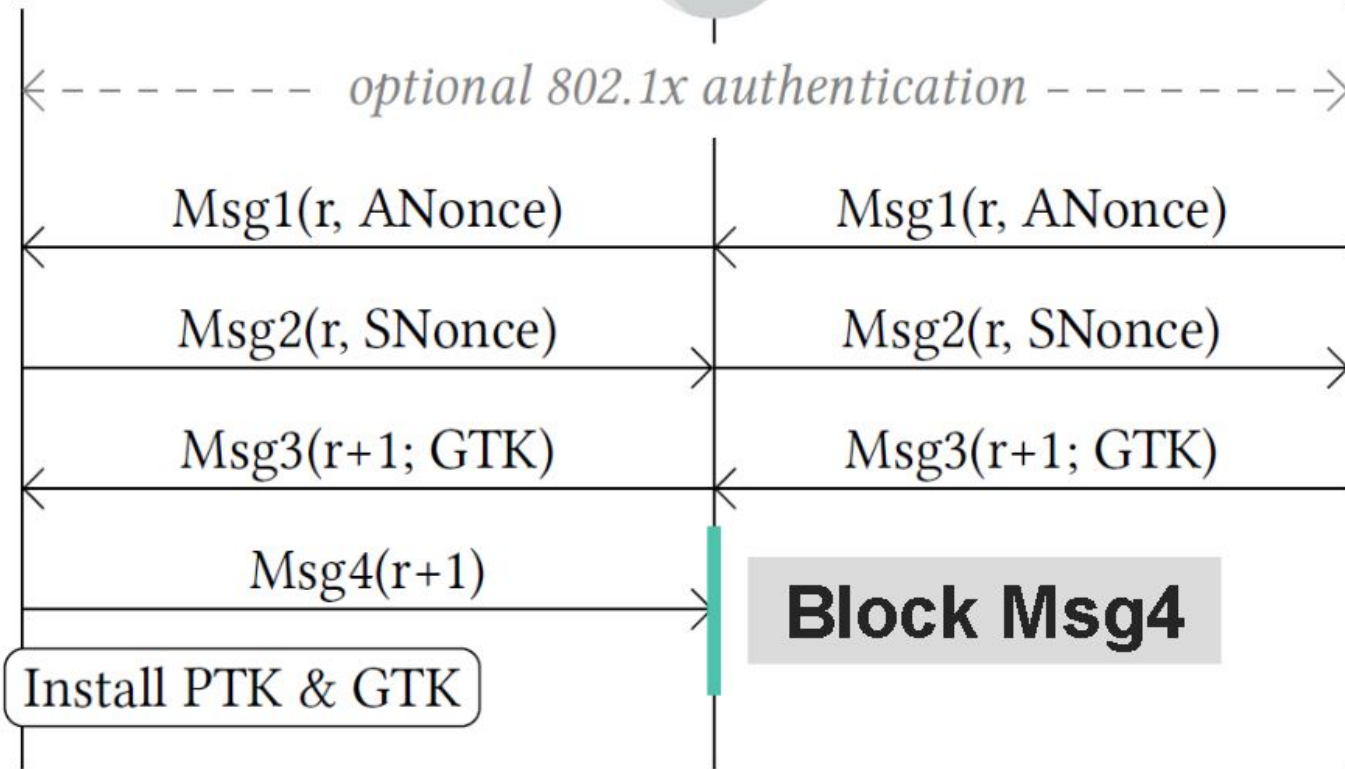 optional 802.1x authentication
Msg1(r, ANonce) Msg1(r, ANonce)
Msg2(r, SNonce) Msg2(r, SNonce)
Msg3(r+1; GTK) Msg3(r+1; GTK)
Msg4(r+1)
Block Msg4
Install PTK & GTK